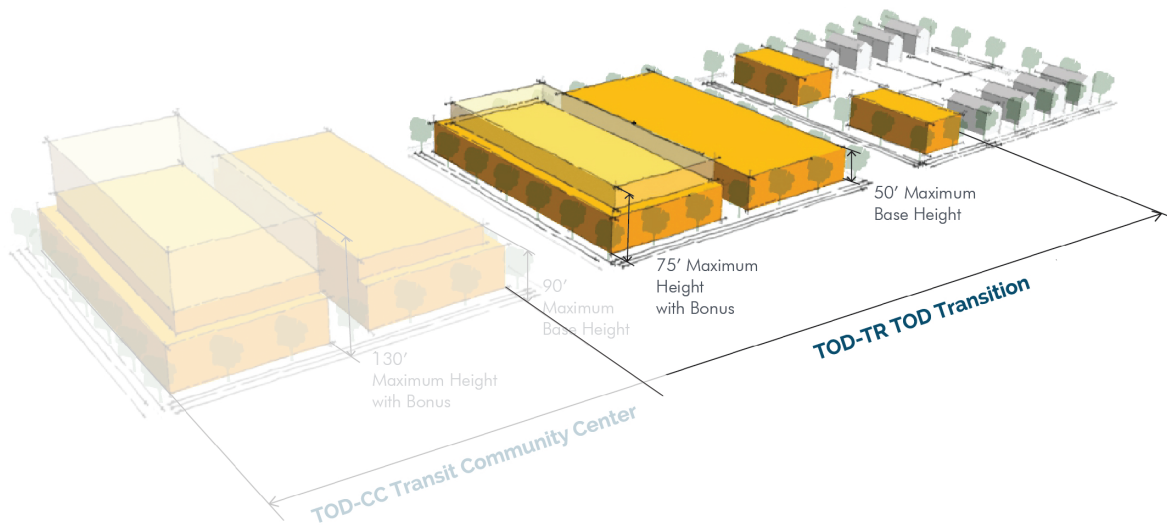 50’ Maximum
Base Height
75’ Maximum
Height
with Bonus
90’
Maximum
Base Height
130’
Maximum Height
with Bonus
TOD-TR TOD Transition
TOD-CC Transit Community Center